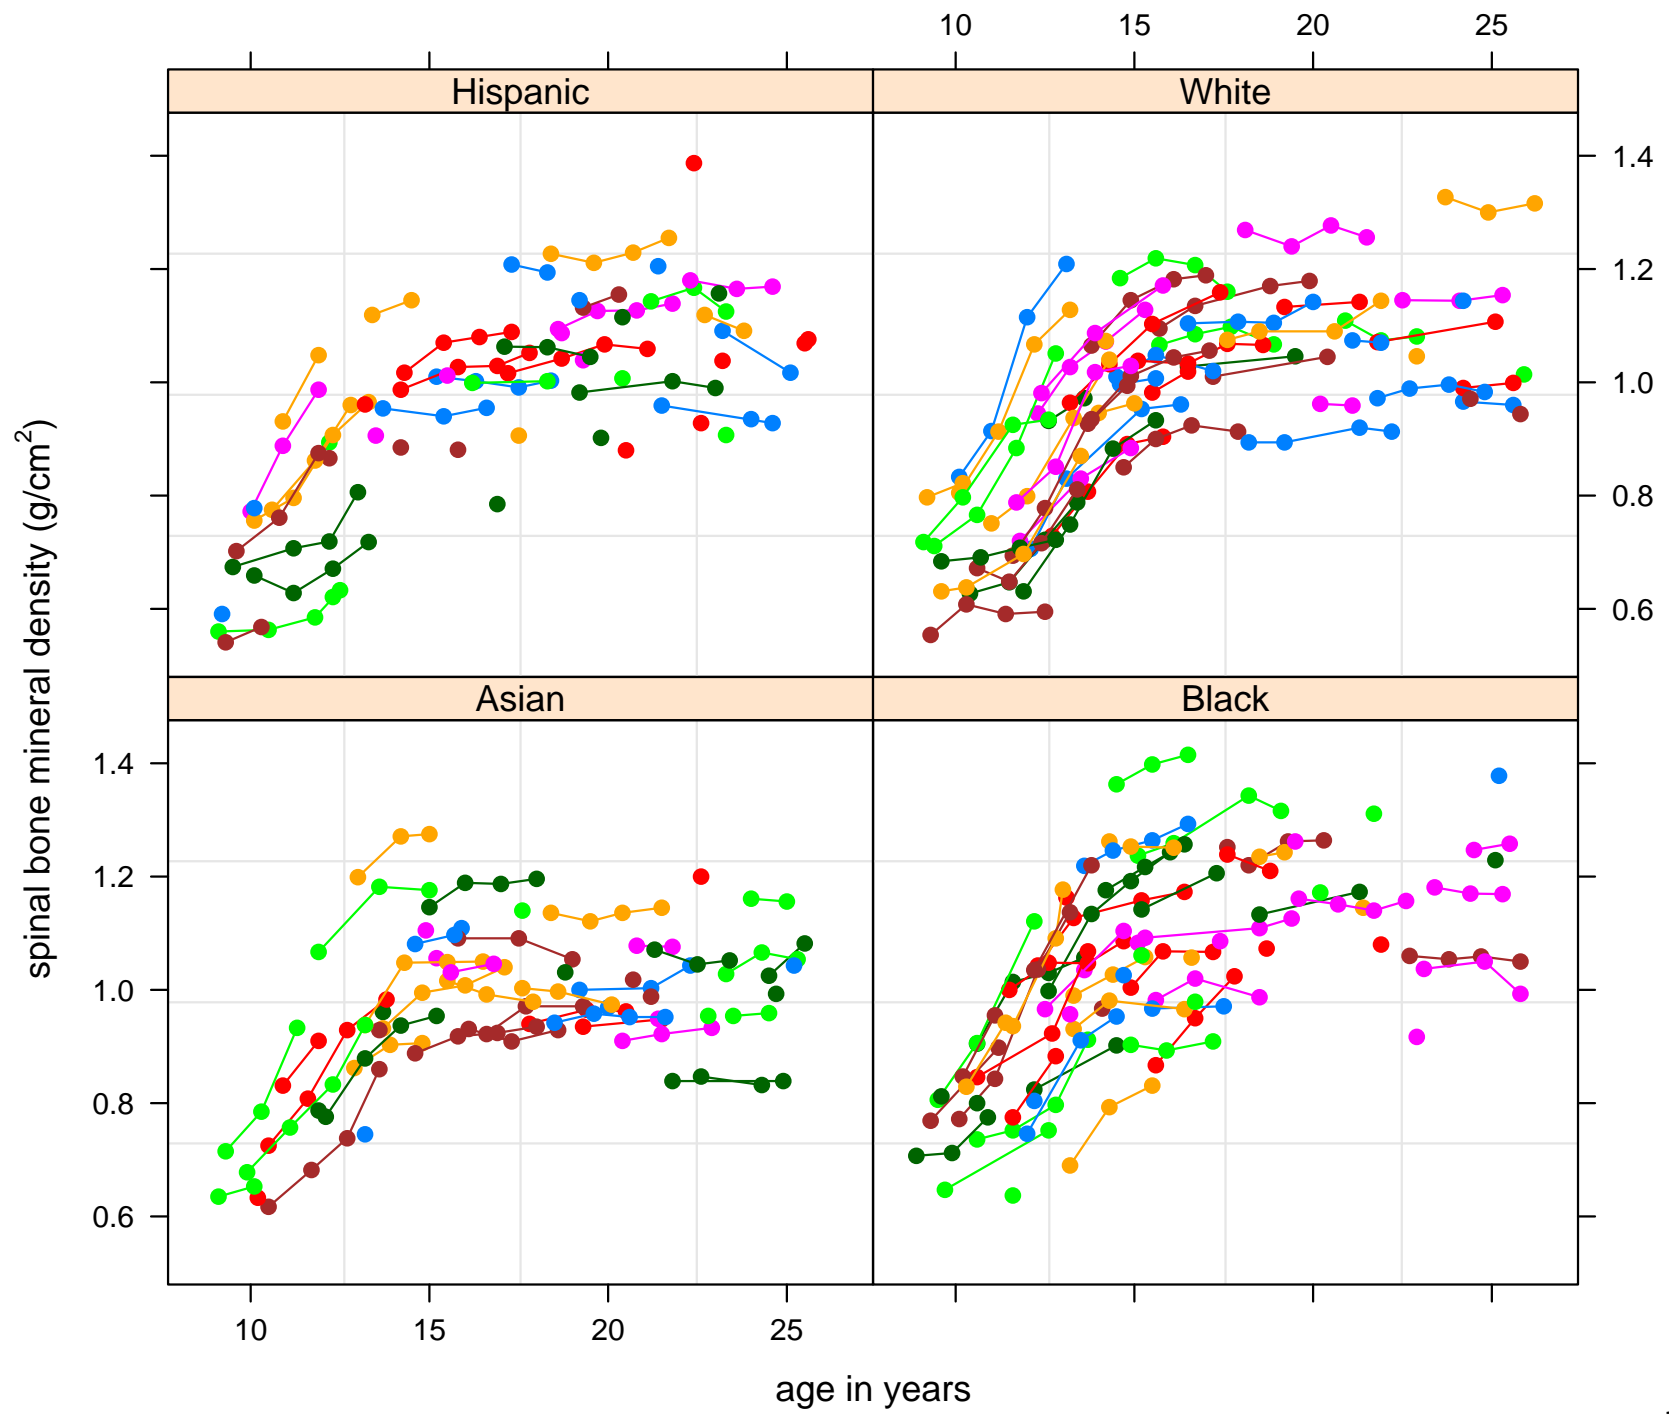 10 15 20 25
Hispanic White
1.4
1.2
1.0
0.8
0.6
Asian Black
1.4
1.2
1.0
0.8
0.6
10 15 20 25
age in years
spinal bone mineral density (g/cm²)